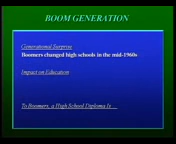 BOOM GENERATION
Generational Surprise
Boomers changed high schools in the mid-1960s
Impact on Education
To Boomers, a High School Diploma Is